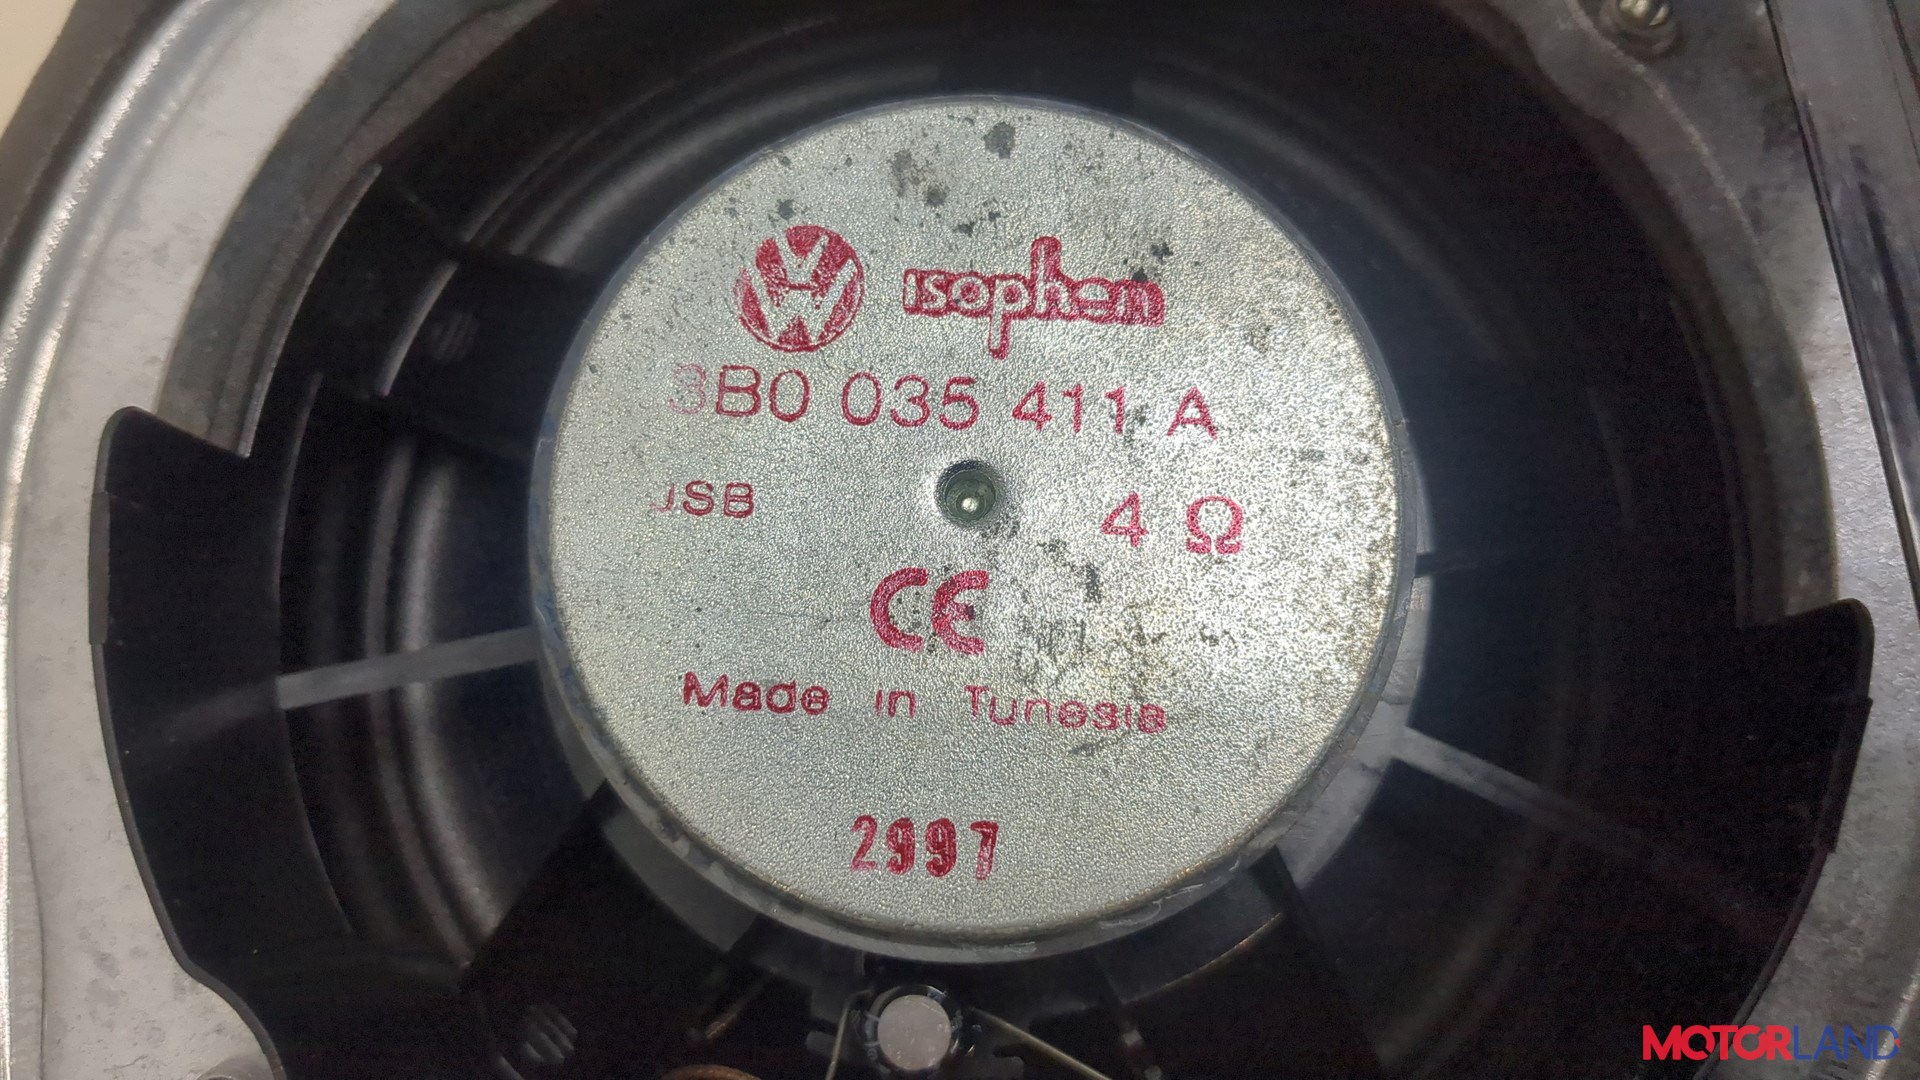 VW isophon
3B0 035 411 A
JSB 4 Ω
CE
Made in Tunesia
2997
MOTORLAND